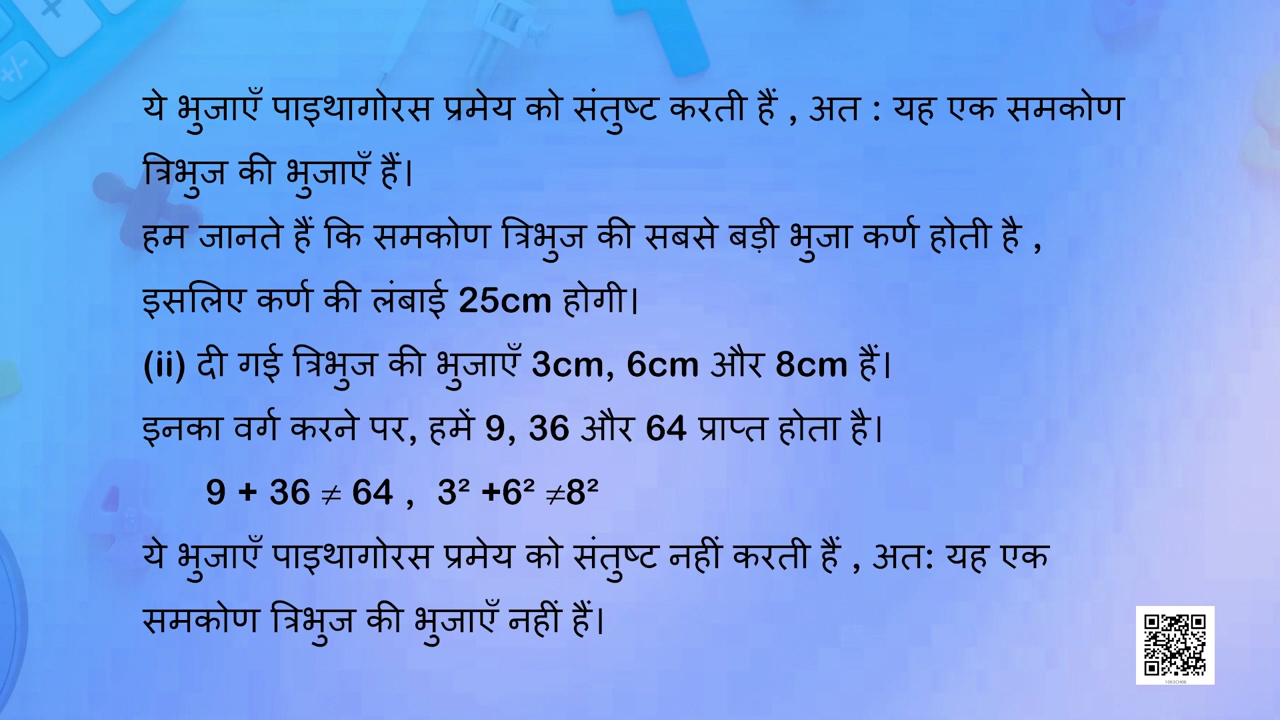 ये भुजाएँ पाइथागोरस प्रमेय को संतुष्ट करती हैं , अत : यह एक समकोण
त्रिभुज की भुजाएँ हैं।
हम जानते हैं कि समकोण त्रिभुज की सबसे बड़ी भुजा कर्ण होती है ,
इसलिए कर्ण की लंबाई 25cm होगी।
(ii) दी गई त्रिभुज की भुजाएँ 3cm, 6cm और 8cm हैं।
इनका वर्ग करने पर, हमें 9, 36 और 64 प्राप्त होता है।
9 + 36 ≠ 64 , 3² +6² ≠8²
ये भुजाएँ पाइथागोरस प्रमेय को संतुष्ट नहीं करती हैं , अत: यह एक
समकोण त्रिभुज की भुजाएँ नहीं हैं।